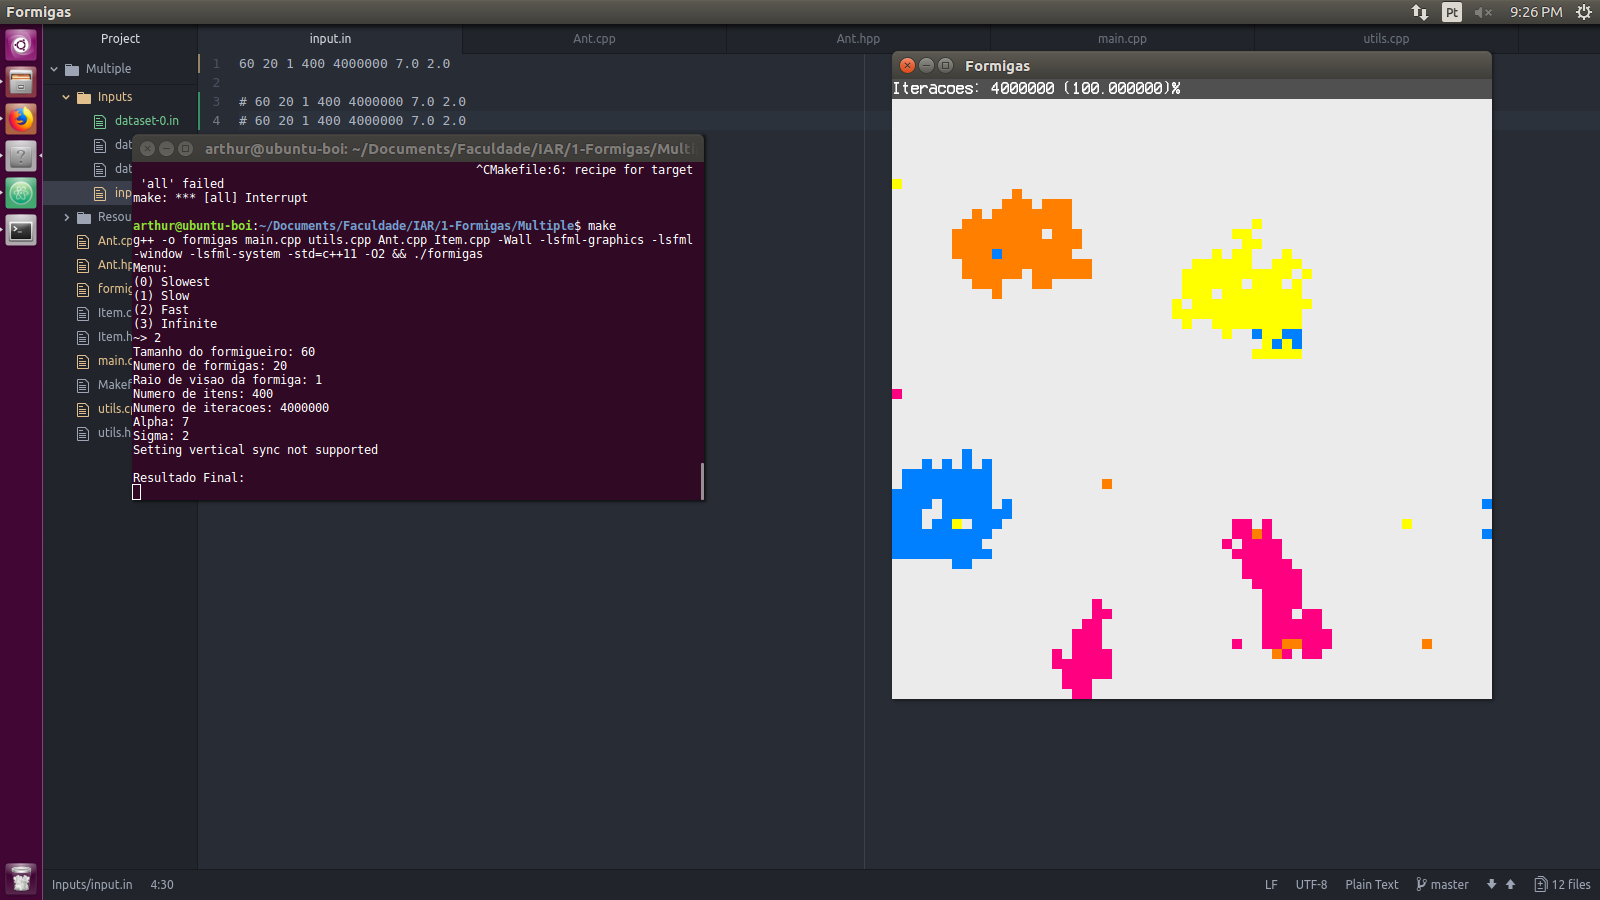 Formigas
Pt
9:26 PM
Project
input.in
Ant.cpp
Ant.hpp
main.cpp
utils.cpp
Multiple
Inputs
dataset-0.in
dat
dat
inp
Resou
Ant.cp
Ant.h
formi
Item.c
Item.h
main.c
Makef
utils.c
utils.h
1 60 20 1 400 4000000 7.0 2.0
2
3 # 60 20 1 400 4000000 7.0 2.0
4 # 60 20 1 400 4000000 7.0 2.0
arthur@ubuntu-boi: ~/Documents/Faculdade/IAR/1-Formigas/Mult
^CMakefile:6: recipe for target
'all' failed
make: *** [all] Interrupt
arthur@ubuntu-boi:~/Documents/Faculdade/IAR/1-Formigas/Multiple$ make
g++ -o formigas main.cpp utils.cpp Ant.cpp Item.cpp -Wall -lsfml-graphics -lsfml
-window -lsfml-system -std=c++11 -O2 && ./formigas
Menu:
(0) Slowest
(1) Slow
(2) Fast
(3) Infinite
~> 2
Tamanho do formigueiro: 60
Numero de formigas: 20
Raio de visao da formiga: 1
Numero de itens: 400
Numero de iteracoes: 4000000
Alpha: 7
Sigma: 2
Setting vertical sync not supported
Resultado Final:
Formigas
Iteracoes: 4000000 (100.000000)%
Inputs/input.in 4:30
LF
UTF-8
Plain Text
master
12 files